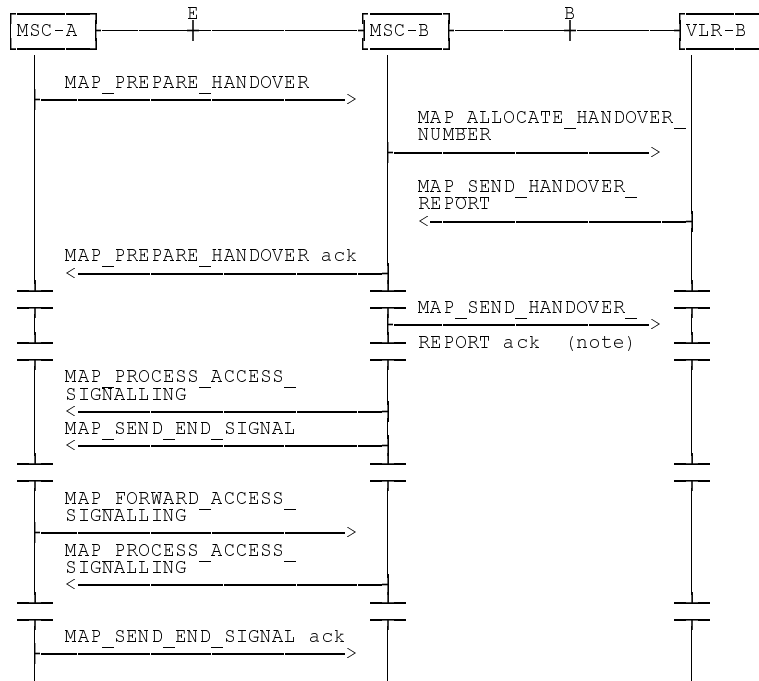 E B
MSC-A MSC-B VLR-B
MAP_PREPARE_HANDOVER
MAP_ALLOCATE_HANDOVER_
NUMBER
MAP_SEND_HANDOVER_
REPORT
MAP_PREPARE_HANDOVER ack
MAP_SEND_HANDOVER_
REPORT ack (note)
MAP_PROCESS_ACCESS_
SIGNALLING
MAP_SEND_END_SIGNAL
MAP_FORWARD_ACCESS_
SIGNALLING
MAP_PROCESS_ACCESS_
SIGNALLING
MAP_SEND_END_SIGNAL ack